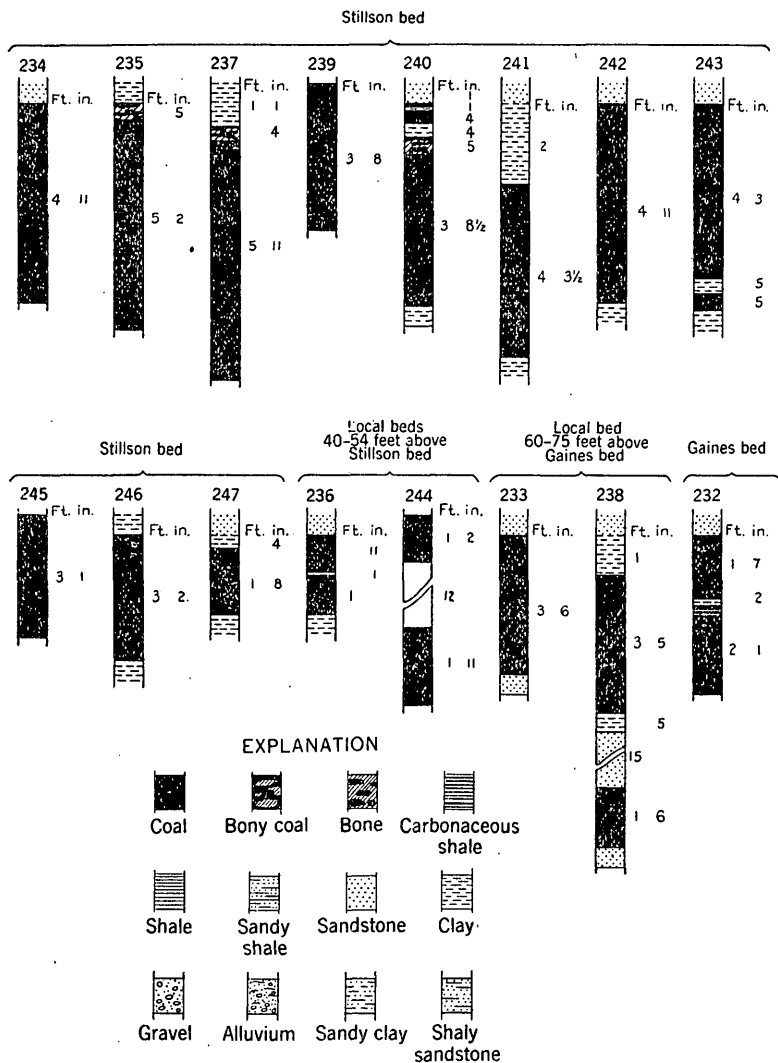 Stillson bed
234 235 237 239 240 241 242 243
Ft. in. Ft. in. Ft. in. Ft. in. Ft. in. Ft. in. Ft. in. Ft. in.
4 11
5
5 2
1 1
4
5 11
3 8
1
4
4
5
3 8½
2
4 3½
4 11
4 3
5
5
Stillson bed
Local beds
40-54 feet above
Stillson bed
Local bed
60-75 feet above
Gaines bed
Gaines bed
245 246 247 236 244 233 238 232
Ft. in. Ft. in. Ft. in. Ft. in. Ft. in. Ft. in. Ft. in. Ft. in.
3 1
3 2
4
1 8
11
1
1
1 2
12
1 11
3 6
1
3 5
5
15
1 6
1 7
2
2 1
EXPLANATION
Coal Bony coal Bone Carbonaceous
shale
Shale Sandy
shale
Sandstone Clay
Gravel Alluvium Sandy clay Shaly
sandstone